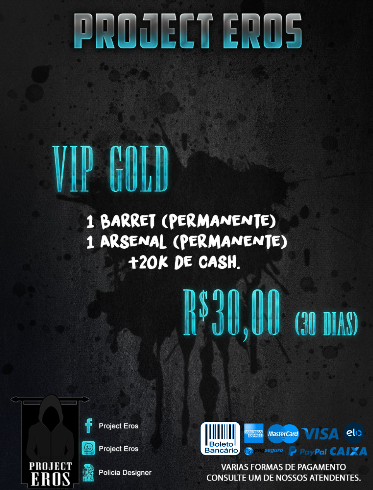 PROJECT EROS
VIP GOLD
1 BARRET (PERMANENTE)
1 ARSENAL (PERMANENTE)
+20K DE CASH.
R$30,00 (30 DIAS)
PROJECT
EROS
Project Eros
Project Eros
Policia Designer
Boleto
Bancário
MasterCard
VISA
elo
PayPal
CAIXA
VARIAS FORMAS DE PAGAMENTO
CONSULTE UM DE NOSSOS ATENDENTES.